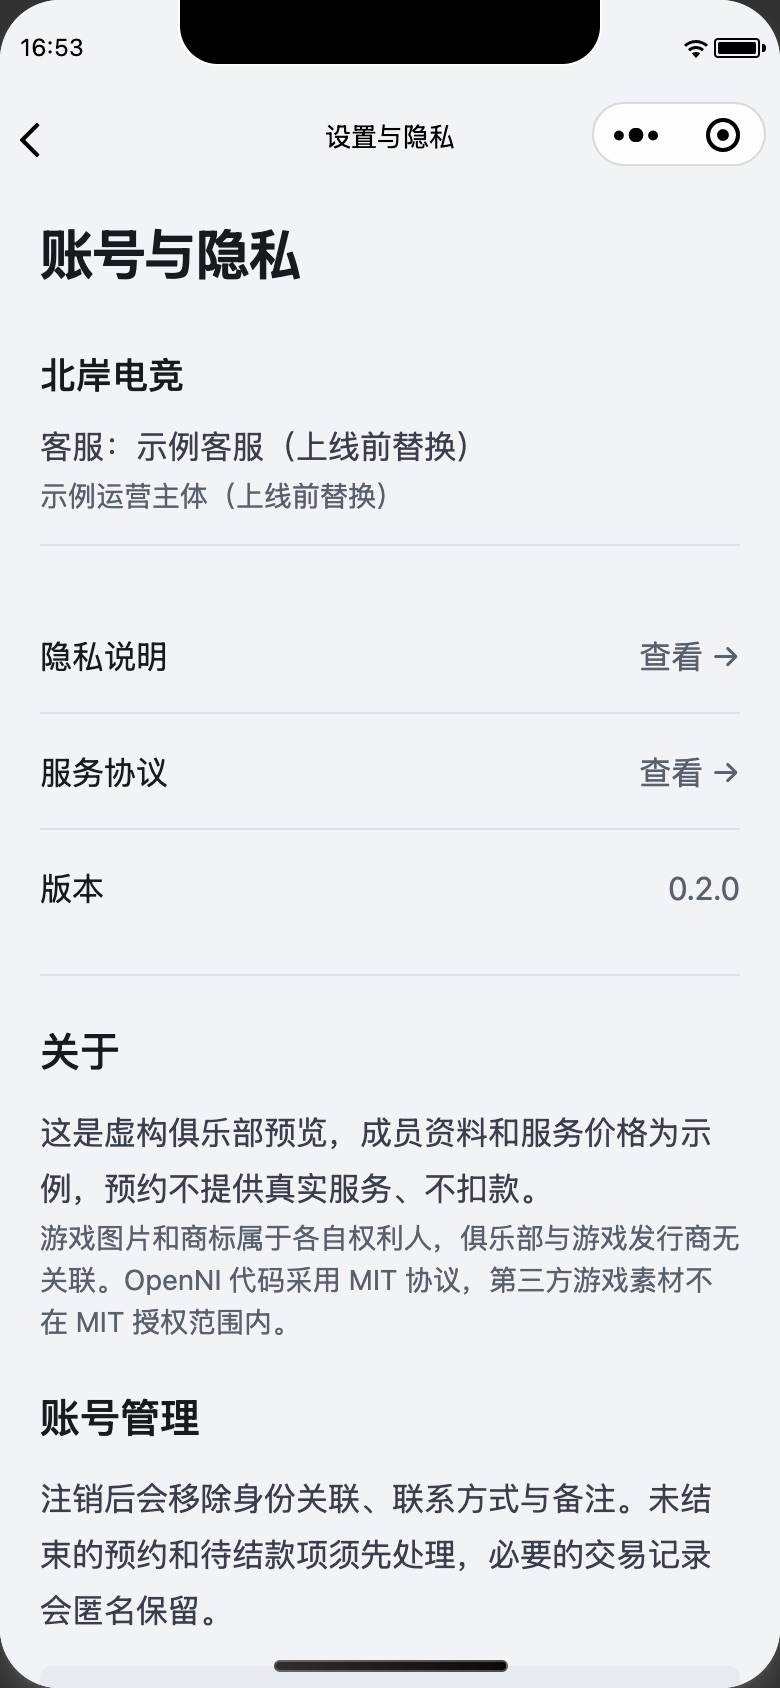 16:53
设置与隐私
账号与隐私
北岸电竞
客服：示例客服（上线前替换）
示例运营主体（上线前替换）
隐私说明
查看 →
服务协议
查看 →
版本
0.2.0
关于
这是虚构俱乐部预览，成员资料和服务价格为示
例，预约不提供真实服务、不扣款。
游戏图片和商标属于各自权利人，俱乐部与游戏发行商无
关联。OpenNI 代码采用 MIT 协议，第三方游戏素材不
在 MIT 授权范围内。
账号管理
注销后会移除身份关联、联系方式与备注。未结
束的预约和待结款项须先处理，必要的交易记录
会匿名保留。